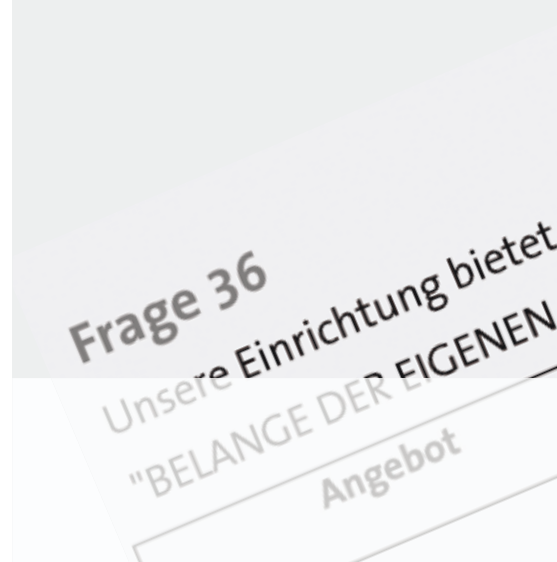 Frage 36
Unsere Einrichtung bietet
"BELANGE DER EIGENEN
Angebot